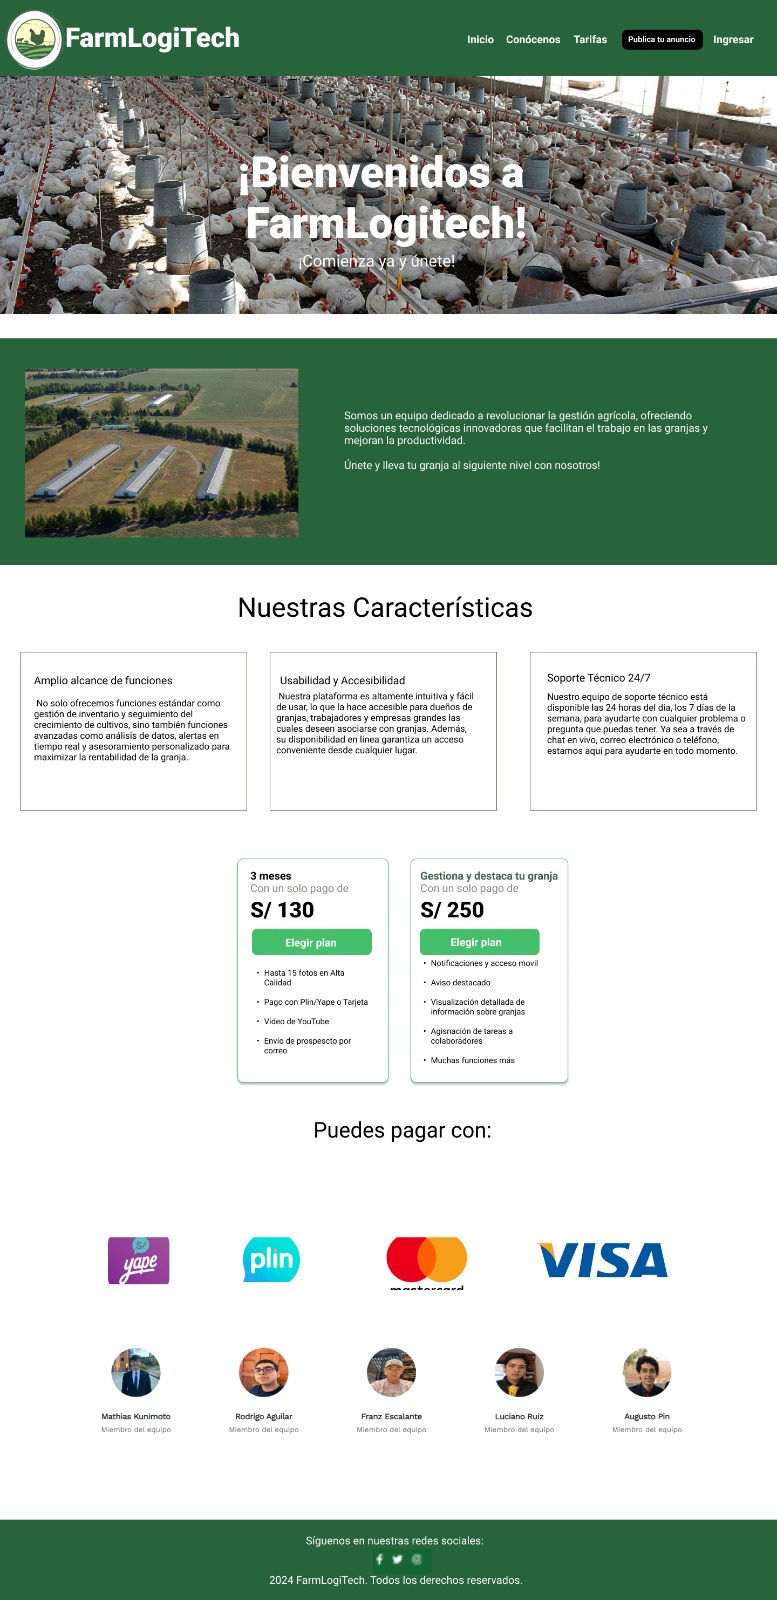 FarmLogiTech
Inicio Conócenos Tarifas Publica tu anuncio Ingresar
¡Bienvenidos a
FarmLogitech!
¡Comienza ya y únete!
Somos un equipo dedicado a revolucionar la gestión agrícola, ofreciendo
soluciones tecnológicas innovadoras que facilitan el trabajo en las granjas y
mejoran la productividad.
Únete y lleva tu granja al siguiente nivel con nosotros!
Nuestras Características
Amplio alcance de funciones
No solo ofrecemos funciones estándar como
gestión de inventario y seguimiento del
crecimiento de cultivos, sino también funciones
avanzadas como análisis de datos, alertas en
tiempo real y asesoramiento personalizado para
maximizar la rentabilidad de la granja.
Usabilidad y Accesibilidad
Nuestra plataforma es altamente intuitiva y fácil
de usar, lo que la hace accesible para dueños de
granjas, trabajadores y empresas grandes las
cuales deseen asociarse con granjas. Además,
su disponibilidad en línea garantiza un acceso
conveniente desde cualquier lugar.
Soporte Técnico 24/7
Nuestro equipo de soporte técnico está
disponible las 24 horas del día, los 7 días de la
semana, para ayudarte con cualquier problema o
pregunta que puedas tener. Ya sea a través de
chat en vivo, correo electrónico o teléfono,
estamos aquí para ayudarte en todo momento.
3 meses
Con un solo pago de
S/ 130
Elegir plan
• Hasta 15 fotos en Alta
Calidad
• Pago con Plin/Yape o Tarjeta
• Video de YouTube
• Envío de prospescto por
correo
Gestiona y destaca tu granja
Con un solo pago de
S/ 250
Elegir plan
• Notificaciones y acceso movil
• Aviso destacado
• Visualización detallada de
información sobre granjas
• Agisnación de tareas a
colaboradores
• Muchas funciones más
Puedes pagar con:
S/
yape
plin
mastercard
VISA
Mathias Kunimoto
Miembro del equipo
Rodrigo Aguilar
Miembro del equipo
Franz Escalante
Miembro del equipo
Luciano Ruiz
Miembro del equipo
Augusto Pin
Miembro del equipo
Síguenos en nuestras redes sociales:
2024 FarmLogiTech. Todos los derechos reservados.